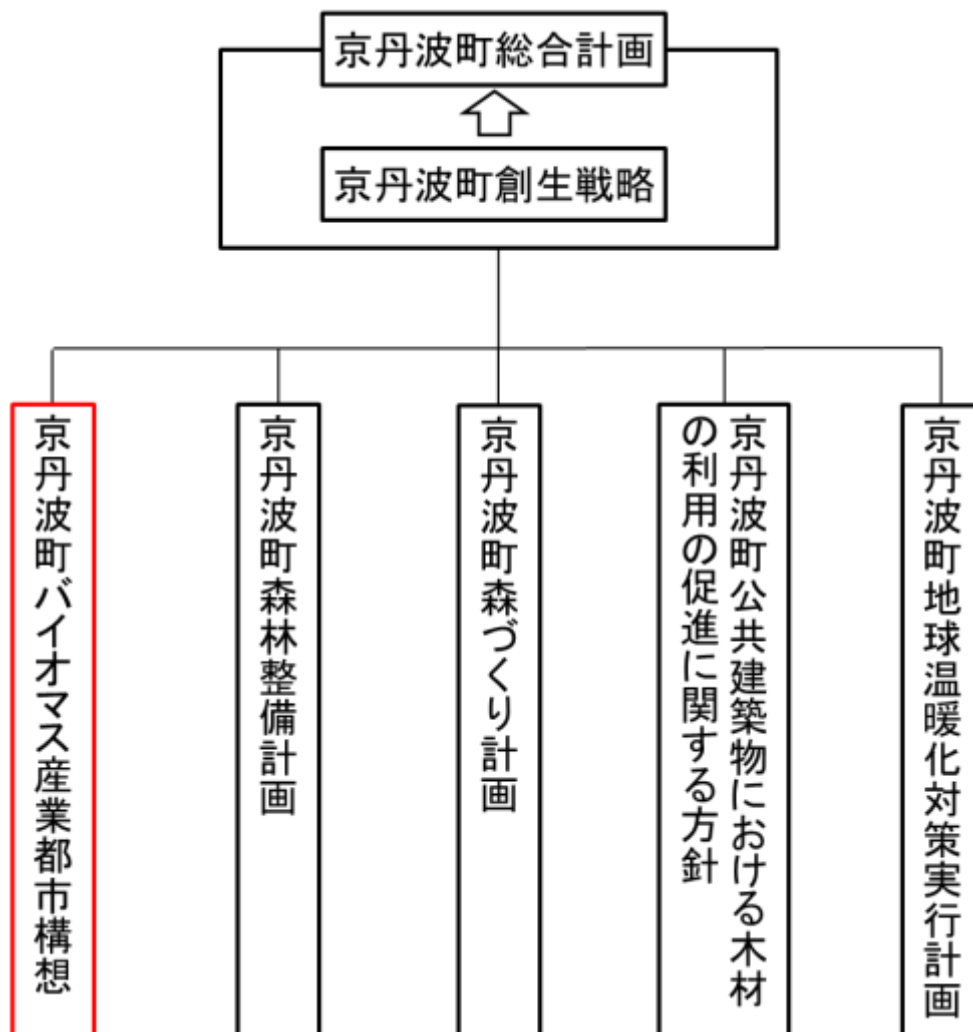 京丹波町総合計画
京丹波町創生戦略
京丹波町バイオマス産業都市構想
京丹波町森林整備計画
京丹波町森づくり計画
京丹波町公共建築物における木材
の利用の促進に関する方針
京丹波町地球温暖化対策実行計画